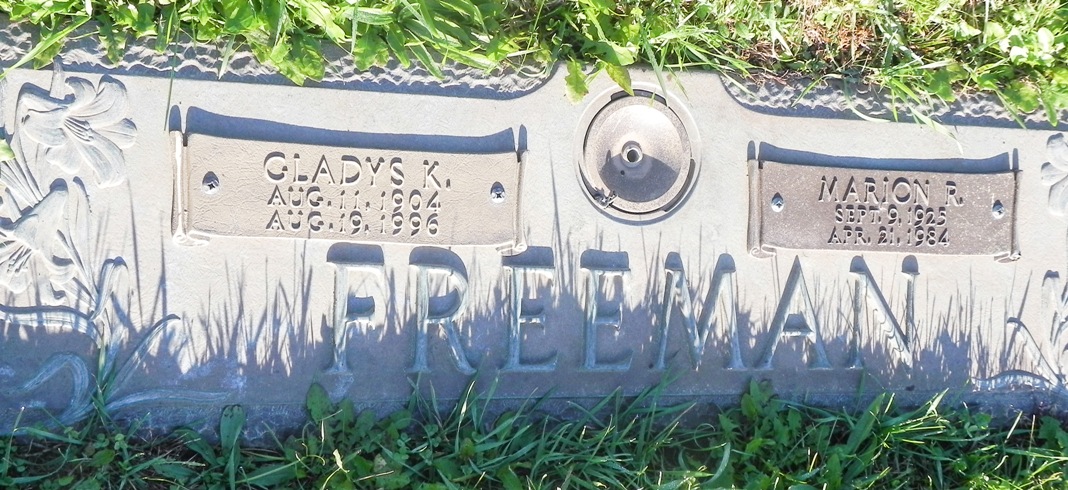 GLADYS K.
AUG. 11, 1904
AUG. 19, 1996
MARION R.
SEPT. 9, 1925
APR. 21, 1984
FREEMAN